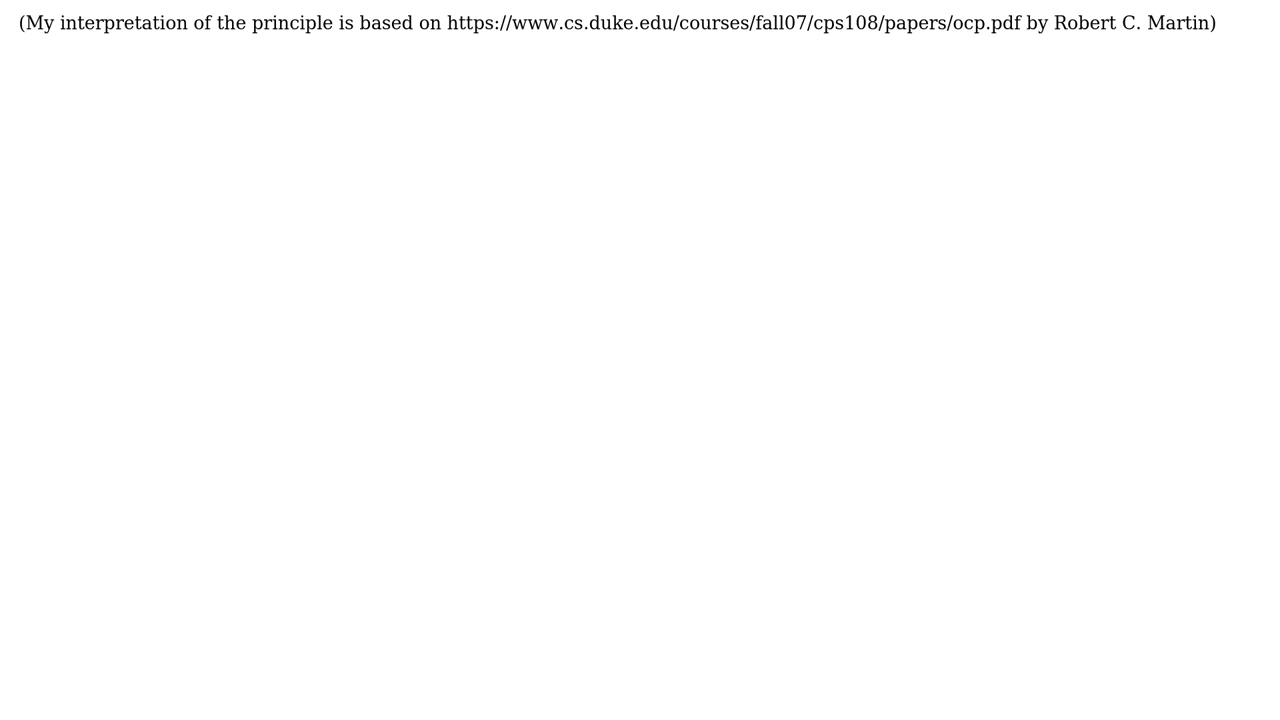 (My interpretation of the principle is based on https://www.cs.duke.edu/courses/fall07/cps108/papers/ocp.pdf by Robert C. Martin)